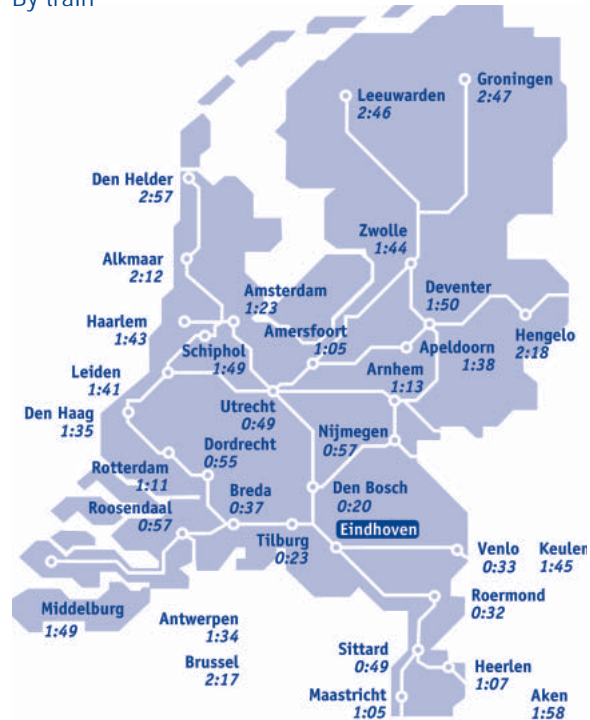 By train
Groningen
2:47
Leeuwarden
2:46
Den Helder
2:57
Zwolle
1:44
Alkmaar
2:12
Deventer
1:50
Amsterdam
1:23
Haarlem
1:43
Amersfoort
1:05
Hengelo
2:18
Schiphol
1:49
Apeldoorn
1:38
Leiden
1:41
Arnhem
1:13
Den Haag
1:35
Utrecht
0:49
Nijmegen
0:57
Dordrecht
0:55
Rotterdam
1:11
Den Bosch
0:20
Breda
0:37
Roosendaal
0:57
Eindhoven
Tilburg
0:23
Venlo
0:33
Keulen
1:45
Roermond
0:32
Middelburg
1:49
Antwerpen
1:34
Sittard
0:49
Brussel
2:17
Heerlen
1:07
Maastricht
1:05
Aken
1:58